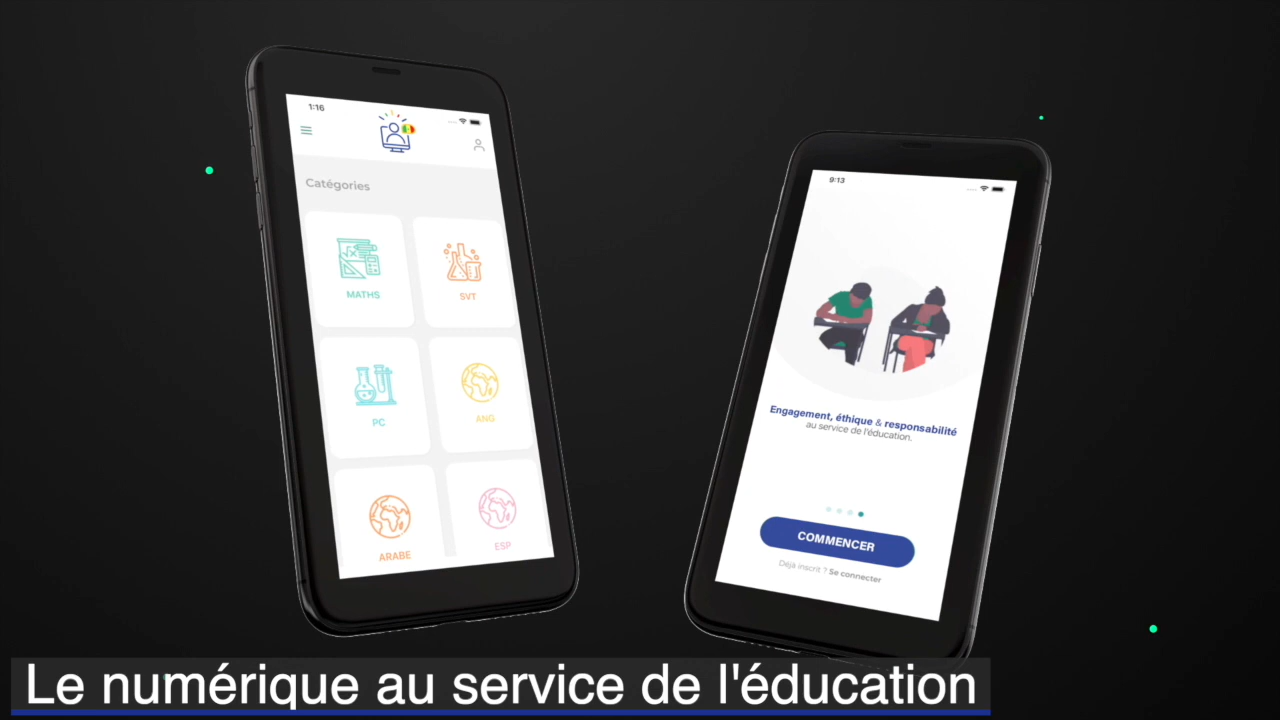 1:16
Catégories
MATHS
SVT
PC
ANG
ARABE
ESP
9:13
Engagement, éthique & responsabilité
au service de l'éducation.
COMMENCER
Déjà inscrit ? Se connecter
Le numérique au service de l'éducation